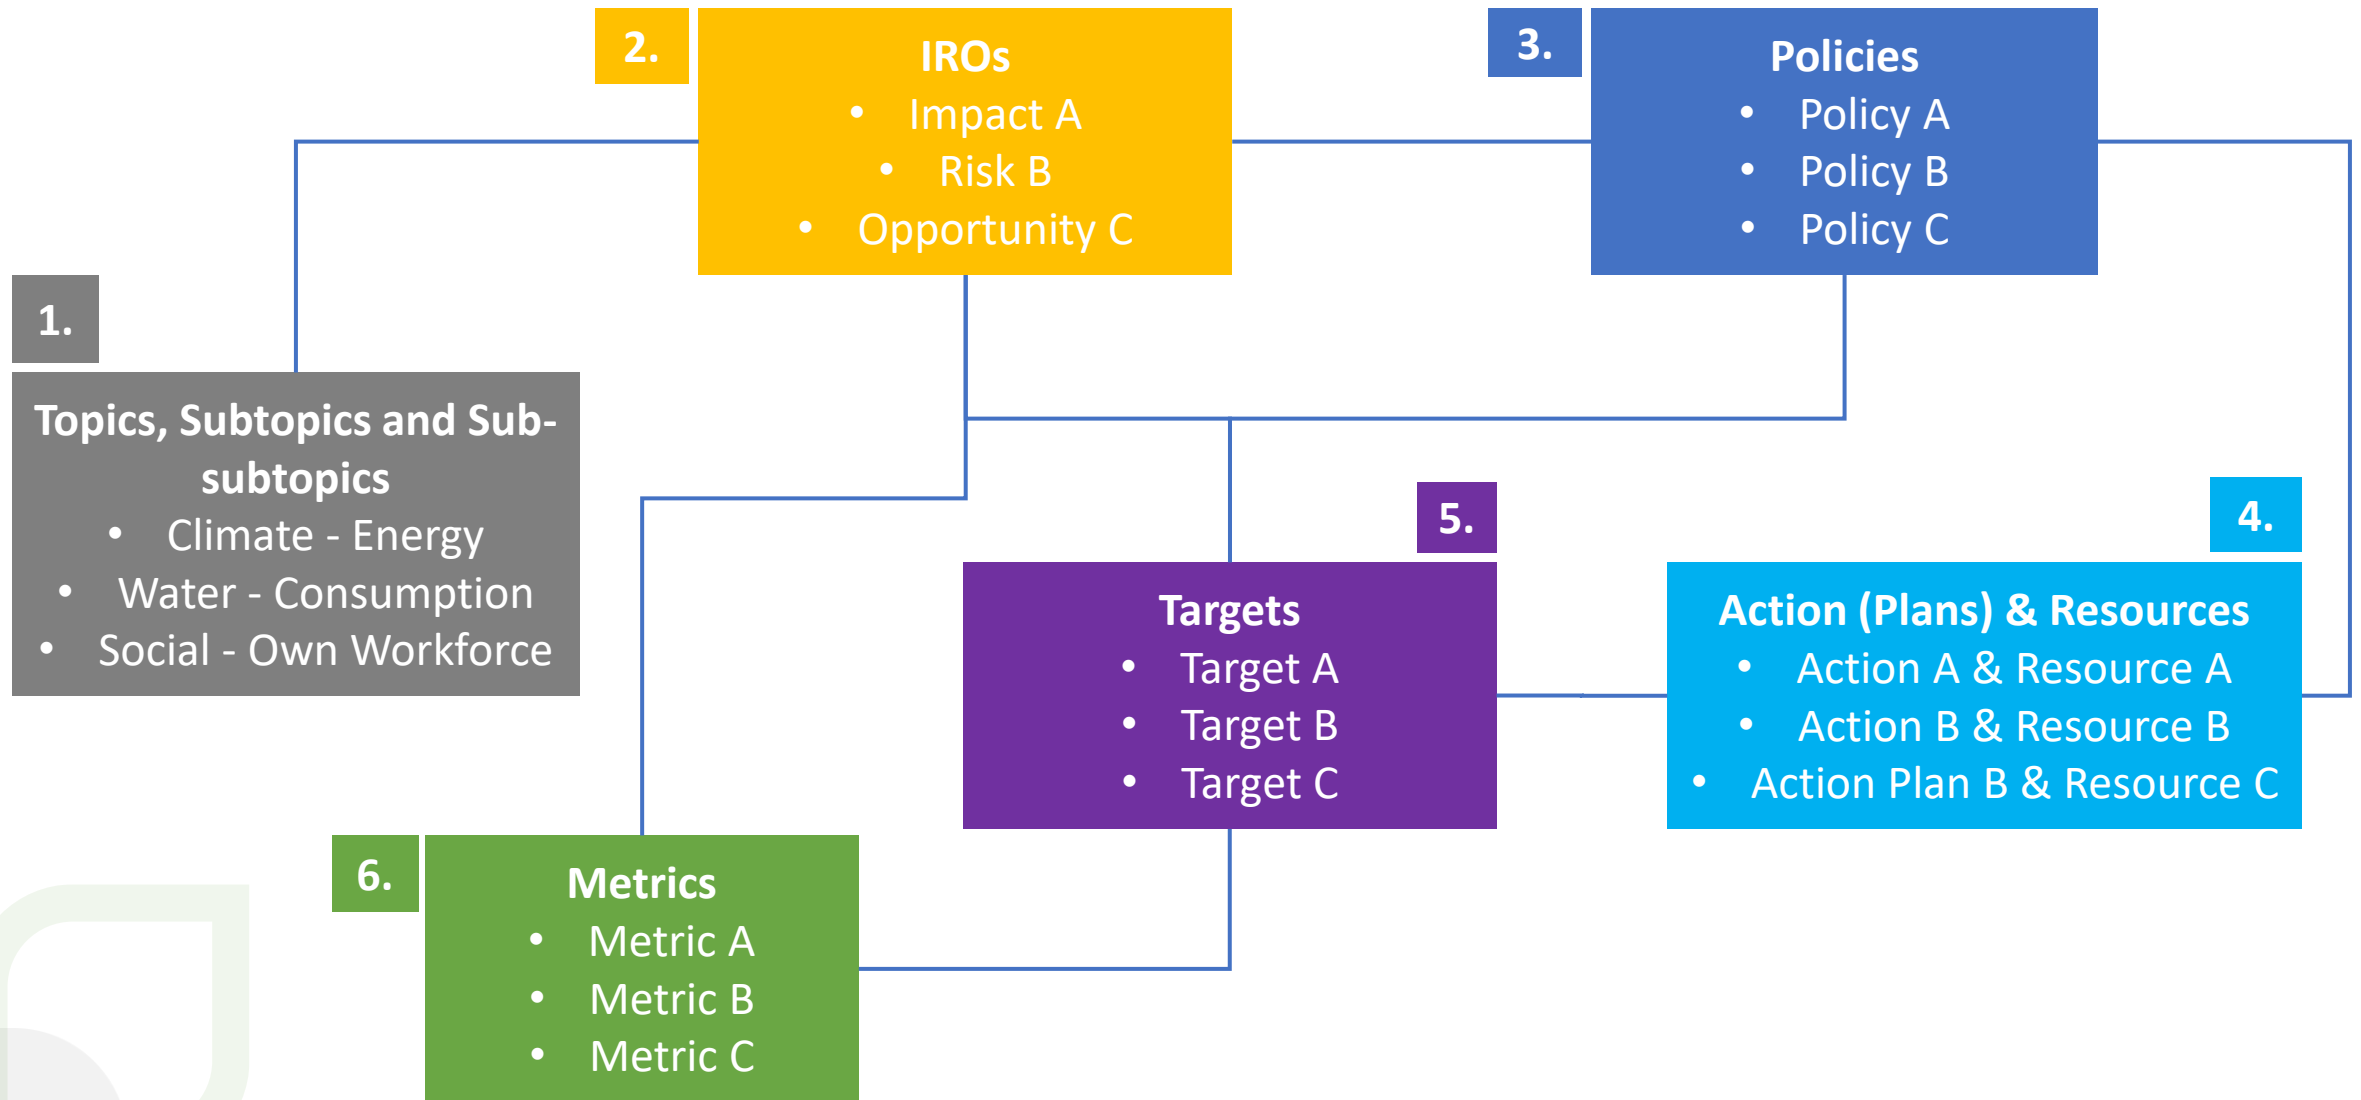 1.
Topics, Subtopics and Sub-
subtopics
• Climate - Energy
• Water - Consumption
• Social - Own Workforce
2.
IROs
• Impact A
• Risk B
• Opportunity C
3.
Policies
• Policy A
• Policy B
• Policy C
4.
Action (Plans) & Resources
• Action A & Resource A
• Action B & Resource B
• Action Plan B & Resource C
5.
Targets
• Target A
• Target B
• Target C
6.
Metrics
• Metric A
• Metric B
• Metric C